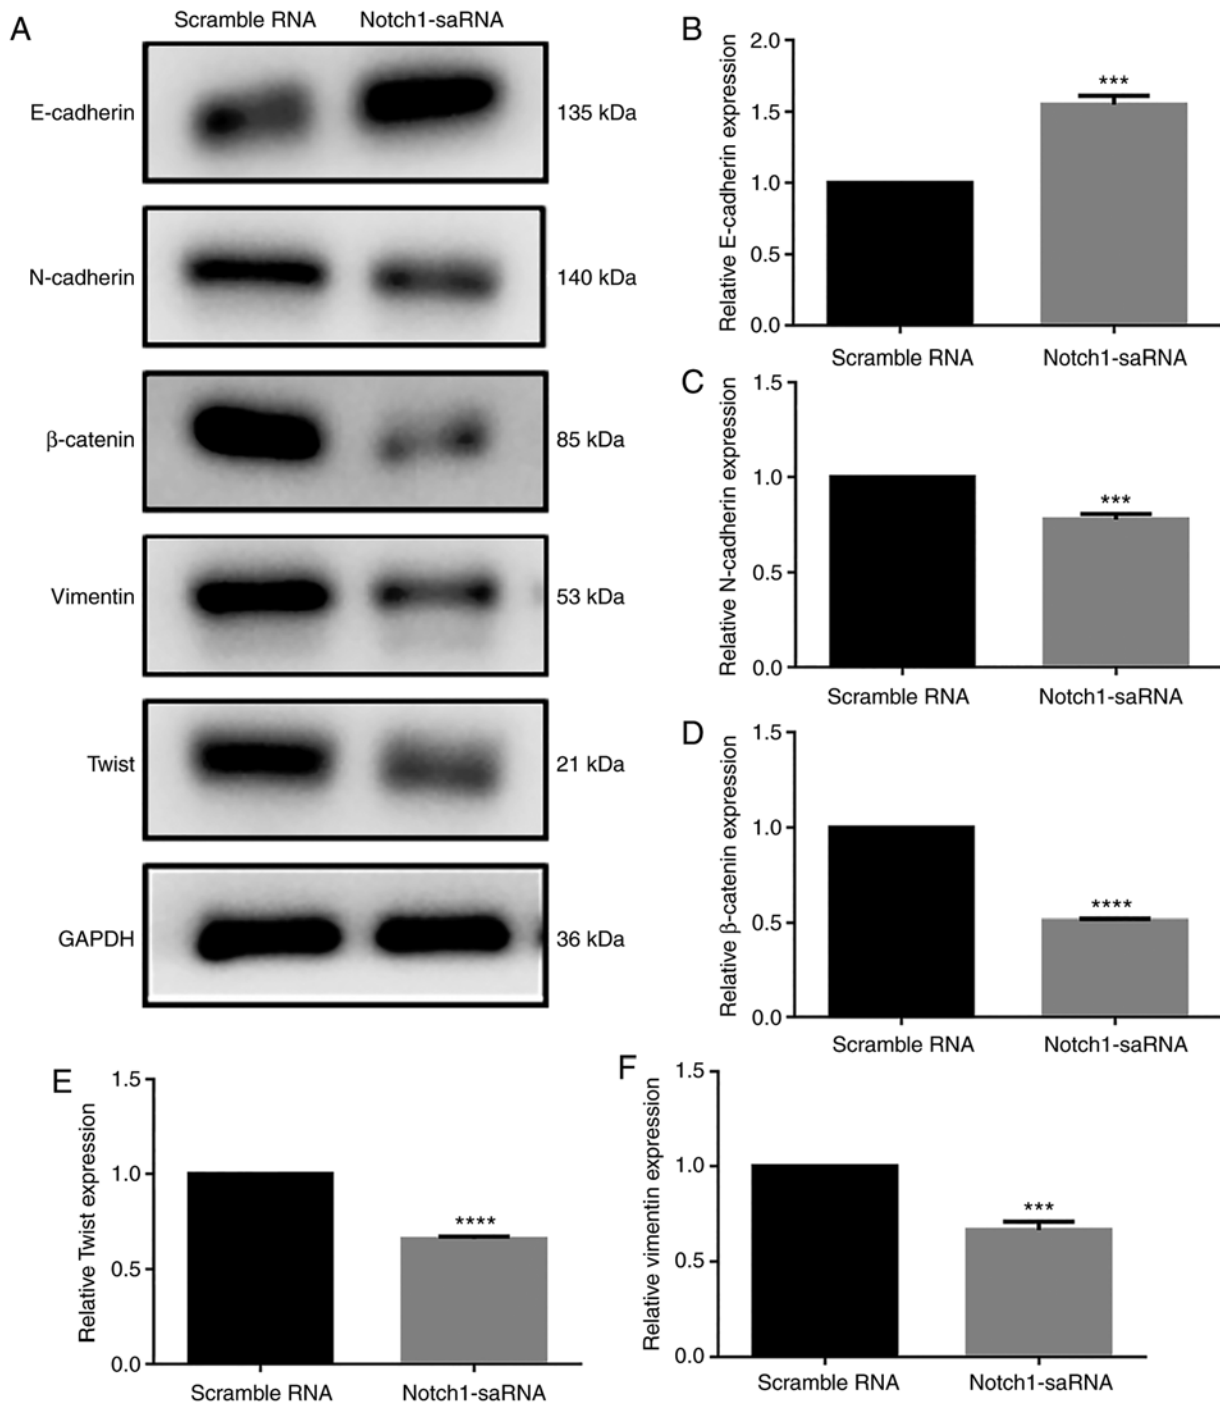 A
Scramble RNA Notch1-saRNA
E-cadherin 135 kDa
N-cadherin 140 kDa
β-catenin 85 kDa
Vimentin 53 kDa
Twist 21 kDa
GAPDH 36 kDa
B
Relative E-cadherin expression
2.0
1.5
1.0
0.5
0.0
***
Scramble RNA Notch1-saRNA
C
Relative N-cadherin expression
1.5
1.0
0.5
0.0
***
Scramble RNA Notch1-saRNA
D
Relative β-catenin expression
1.5
1.0
0.5
0.0
****
Scramble RNA Notch1-saRNA
E
Relative Twist expression
1.5
1.0
0.5
0.0
****
Scramble RNA Notch1-saRNA
F
Relative vimentin expression
1.5
1.0
0.5
0.0
***
Scramble RNA Notch1-saRNA